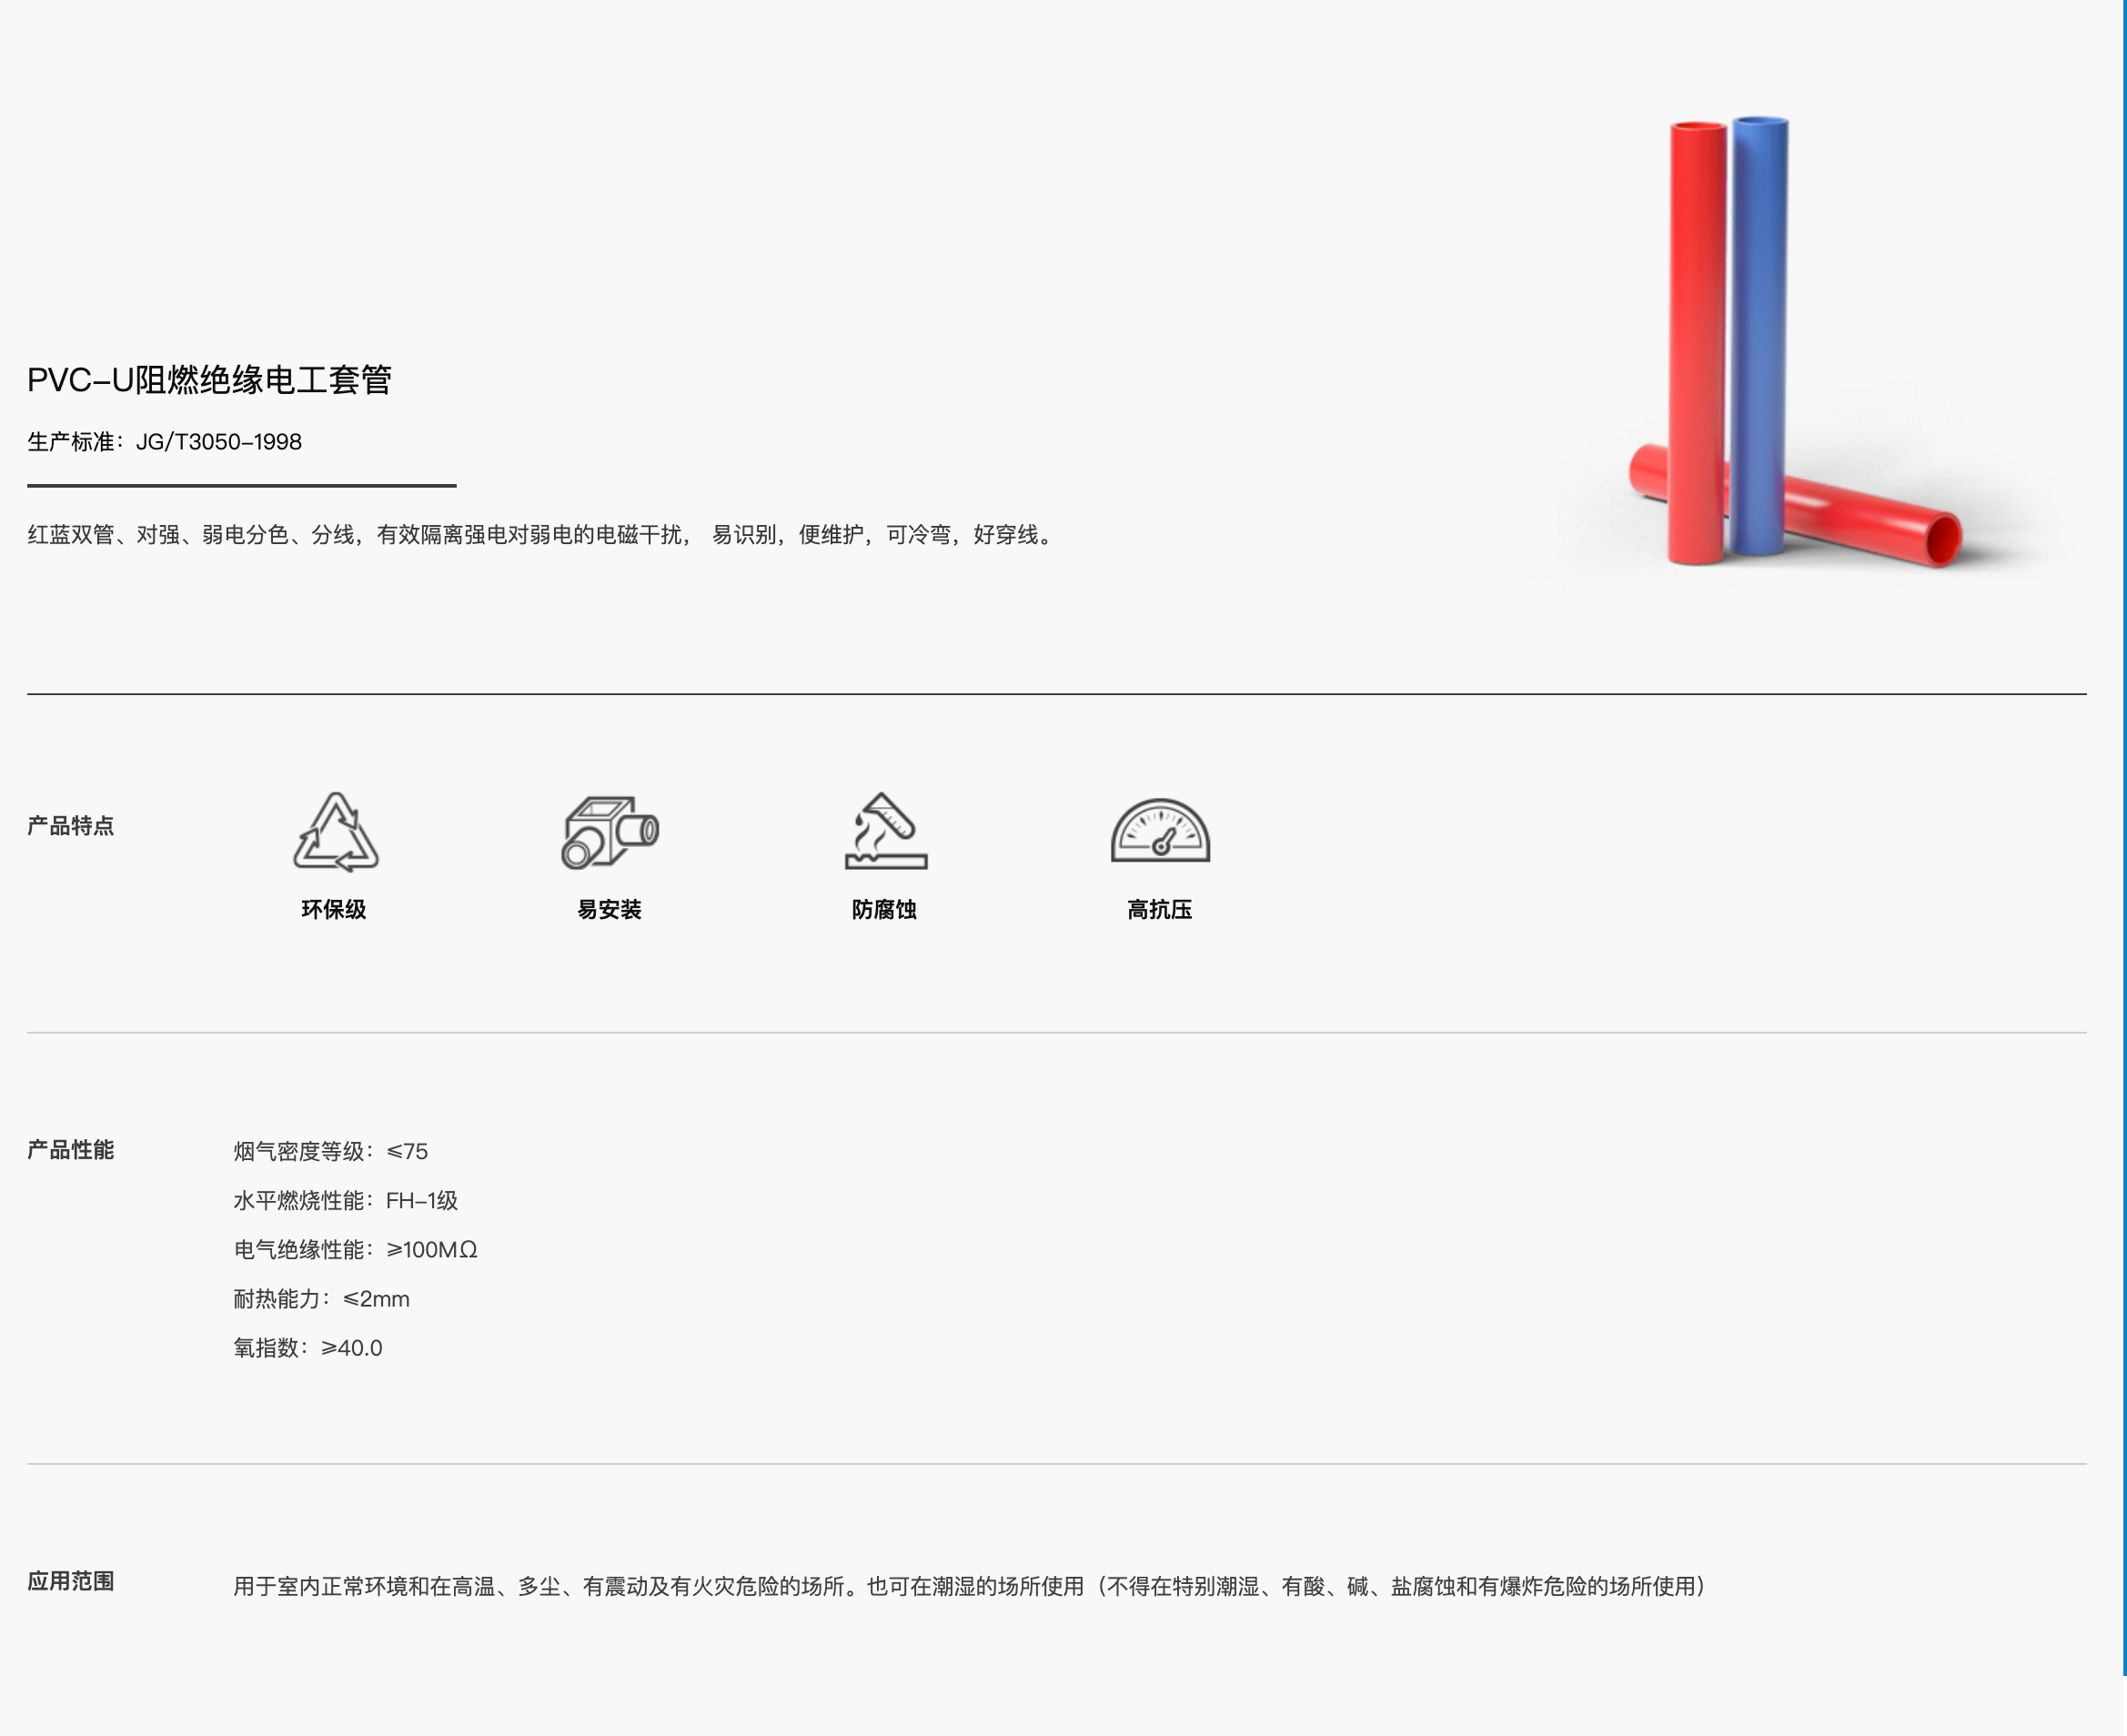 PVC-U阻燃绝缘电工套管
生产标准：JG/T3050-1998
红蓝双管、对强、弱电分色、分线，有效隔离强电对弱电的电磁干扰， 易识别，便维护，可冷弯，好穿线。
产品特点
环保级 易安装 防腐蚀 高抗压
产品性能
烟气密度等级：≤75
水平燃烧性能：FH-1级
电气绝缘性能：≥100MΩ
耐热能力：≤2mm
氧指数：≥40.0
应用范围
用于室内正常环境和在高温、多尘、有震动及有火灾危险的场所。也可在潮湿的场所使用（不得在特别潮湿、有酸、碱、盐腐蚀和有爆炸危险的场所使用）